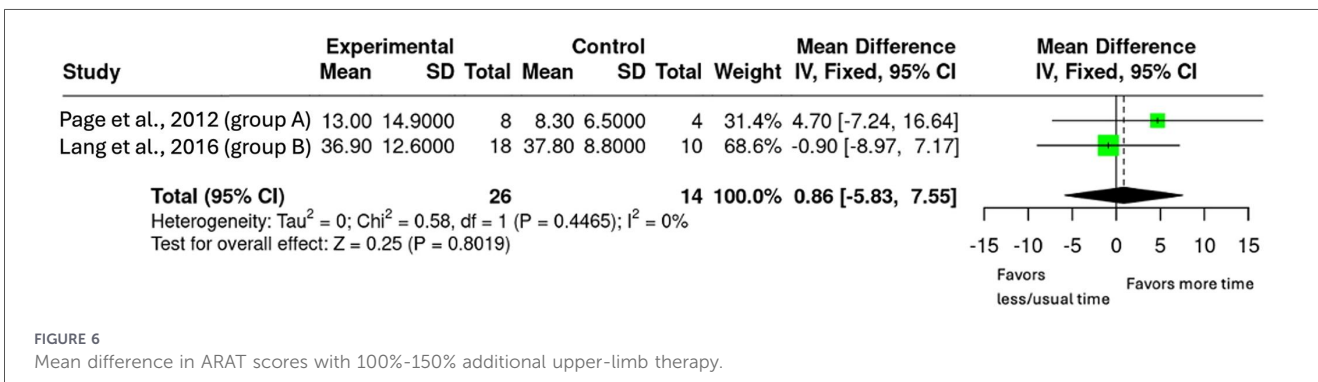 Experimental Control Mean Difference Mean Difference
Study Mean SD Total Mean SD Total Weight IV, Fixed, 95% CI IV, Fixed, 95% CI
Page et al., 2012 (group A) 13.00 14.9000 8 8.30 6.5000 4 31.4% 4.70 [-7.24, 16.64]
Lang et al., 2016 (group B) 36.90 12.6000 18 37.80 8.8000 10 68.6% -0.90 [-8.97, 7.17]
Total (95% CI) 26 14 100.0% 0.86 [-5.83, 7.55]
Heterogeneity: Tau² = 0; Chi² = 0.58, df = 1 (P = 0.4465); I² = 0%
Test for overall effect: Z = 0.25 (P = 0.8019)
-15 -10 -5 0 5 10 15
Favors
less/usual time
Favors more time
FIGURE 6
Mean difference in ARAT scores with 100%-150% additional upper-limb therapy.